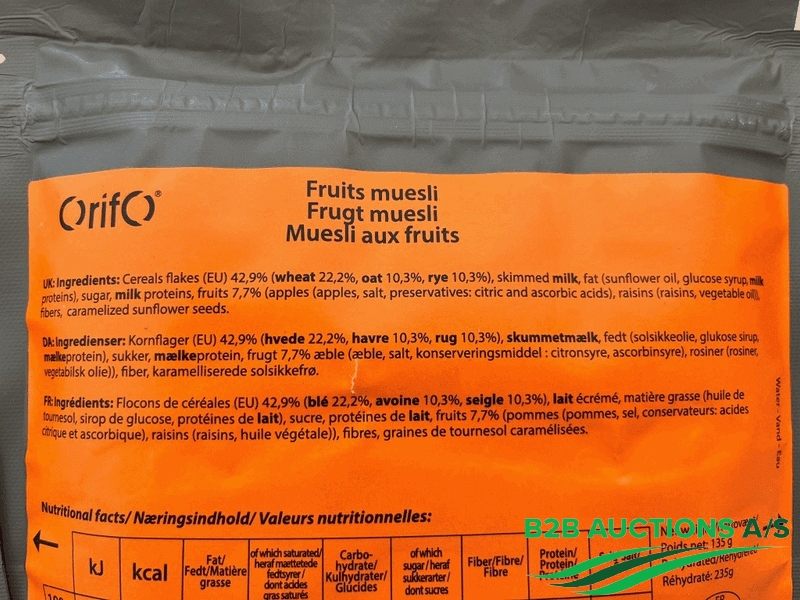 OrifO®
Fruits muesli
Frugt muesli
Muesli aux fruits
UK: Ingredients: Cereals flakes (EU) 42,9% (wheat 22,2%, oat 10,3%, rye 10,3%), skimmed milk, fat (sunflower oil, glucose syrup, milk
proteins), sugar, milk proteins, fruits 7,7% (apples (apples, salt, preservatives: citric and ascorbic acids), raisins (raisins, vegetable oil)),
fibers, caramelized sunflower seeds.
DA: Ingredienser: Kornflager (EU) 42,9% (hvede 22,2%, havre 10,3%, rug 10,3%), skummetmælk, fedt (solsikkeolie, glukose sirup,
mælkeprotein), sukker, mælkeprotein, frugt 7,7% æble (æble, salt, konserveringsmiddel : citronsyre, ascorbinsyre), rosiner (rosiner,
vegetabilsk olie)), fiber, karamelliserede solsikkefrø.
FR: Ingrédients: Flocons de céréales (EU) 42,9% (blé 22,2%, avoine 10,3%, seigle 10,3%), lait écrémé, matière grasse (huile de
tournesol, sirop de glucose, protéines de lait), sucre, protéines de lait, fruits 7,7% (pommes (pommes, sel, conservateurs: acides
citrique et ascorbique), raisins (raisins, huile végétale)), fibres, graines de tournesol caramélisées.
Water - Vand - Eau
Nutritional facts/ Næringsindhold/ Valeurs nutritionnelles:
kJ
kcal
Fat/
Fedt/Matière
grasse
of which saturated/
heraf mættetede
fedtsyrer/
dont acides
gras saturés
Carbo-
hydrate/
Kulhydrater/
Glucides
of which
sugar/heraf
sukkerarter/
dont sucres
Fiber/Fibre/
Fibre
Protein/
Protein/
Protéine
Poids net: 135 g
Rehydrated/Rehydreret
Réhydraté: 235g
FR
B2B AUCTIONS A/S